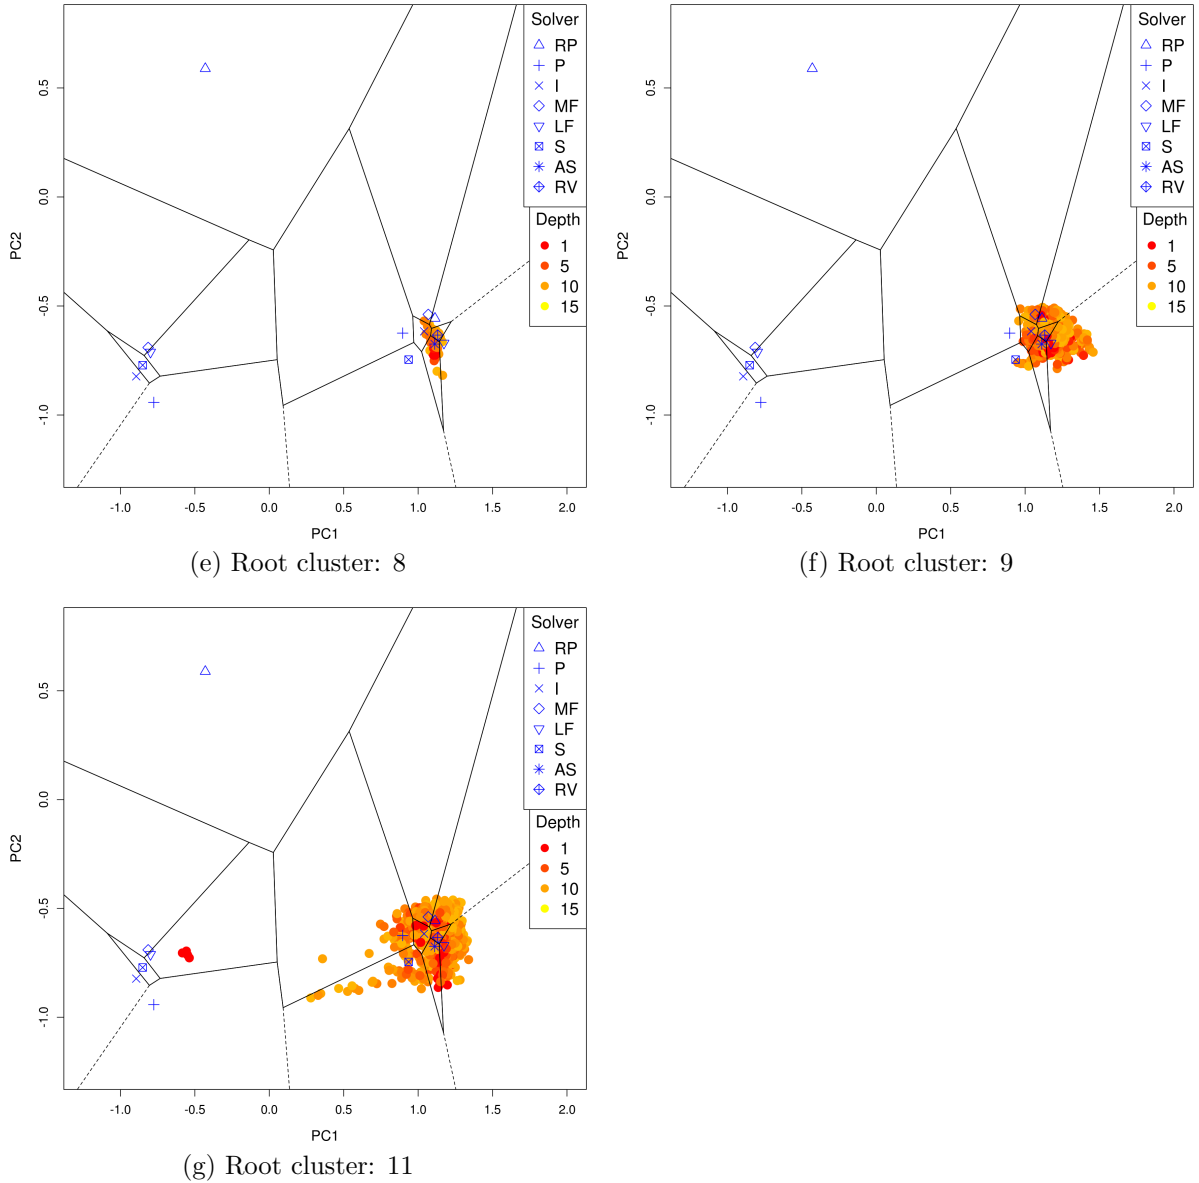 Solver
RP
P
I
MF
LF
S
AS
RV
Depth
1
5
10
15
PC2
0.5
0.0
-0.5
-1.0
-1.0 -0.5 0.0 0.5 1.0 1.5 2.0
PC1
(e) Root cluster: 8
Solver
RP
P
I
MF
LF
S
AS
RV
Depth
1
5
10
15
PC2
0.5
0.0
-0.5
-1.0
-1.0 -0.5 0.0 0.5 1.0 1.5 2.0
PC1
(f) Root cluster: 9
Solver
RP
P
I
MF
LF
S
AS
RV
Depth
1
5
10
15
PC2
0.5
0.0
-0.5
-1.0
-1.0 -0.5 0.0 0.5 1.0 1.5 2.0
PC1
(g) Root cluster: 11